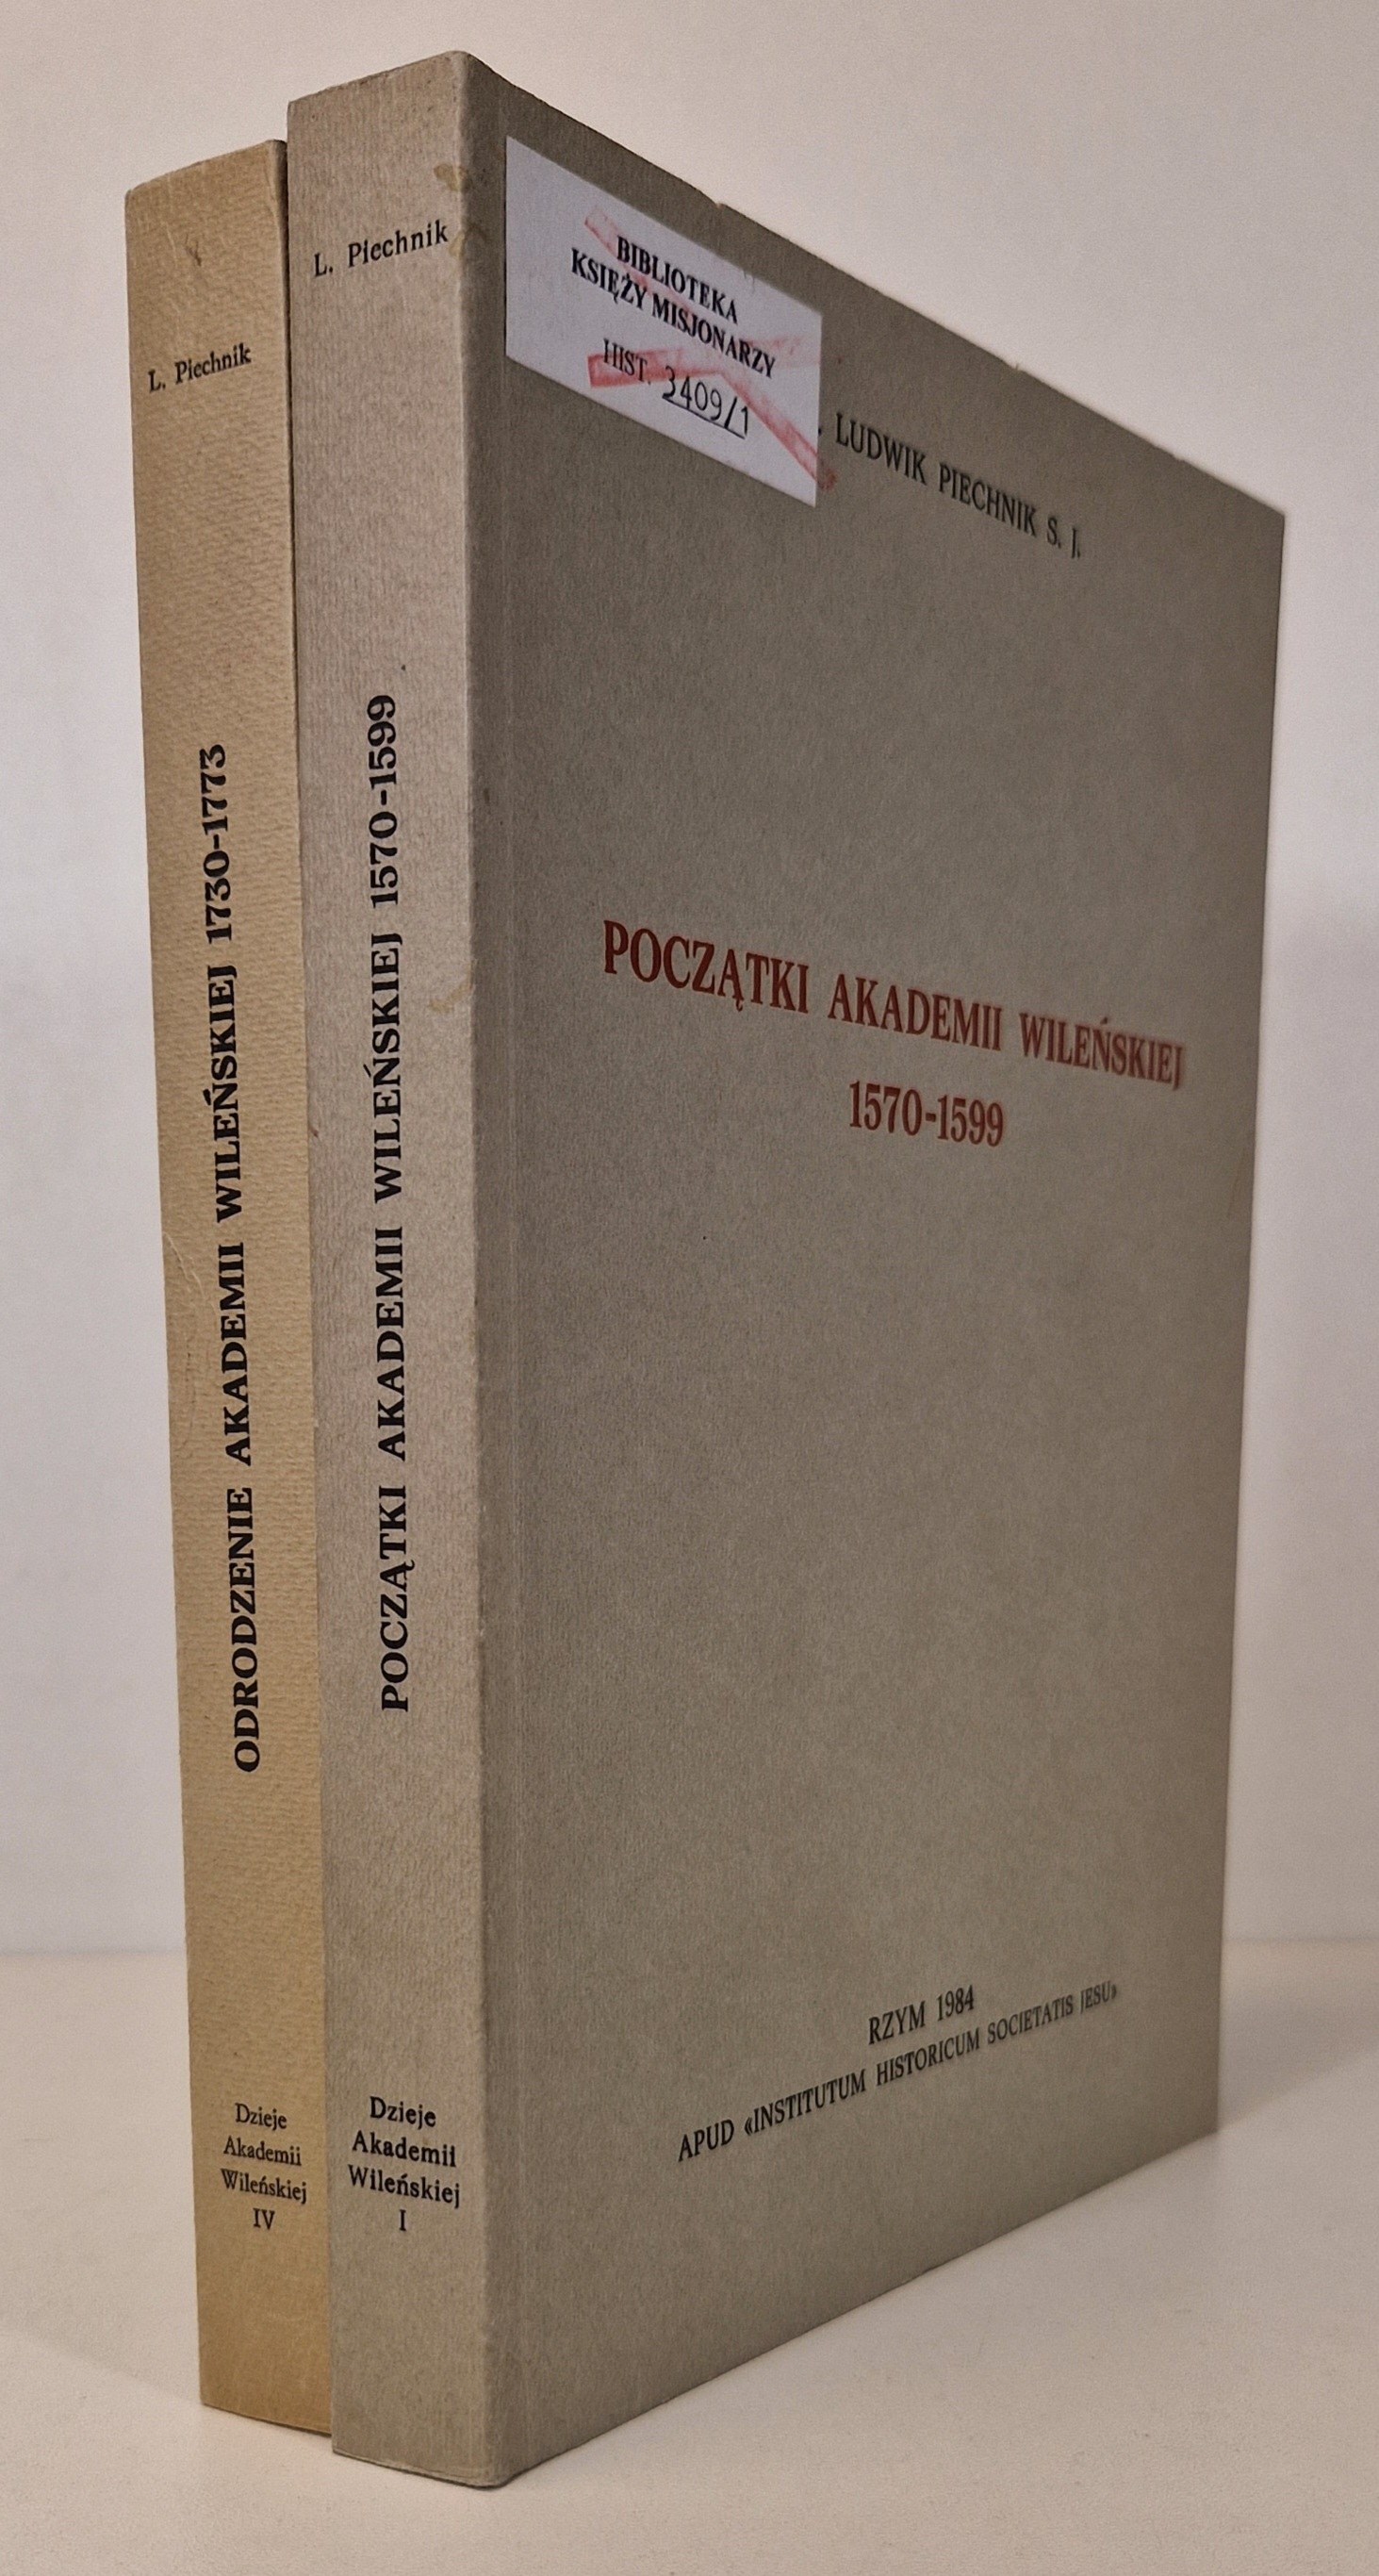 L. Piechnik
ODRODZENIE AKADEMII WILEŃSKIEJ 1730-1773
Dzieje
Akademii
Wileńskiej
IV
L. Piechnik
POCZĄTKI AKADEMII WILEŃSKIEJ 1570-1599
Dzieje
Akademii
Wileńskiej
I
BIBLIOTEKA
KSIĘŻY MISJONARZY
HIST. 3409/1
. LUDWIK PIECHNIK S. J.
POCZĄTKI AKADEMII WILEŃSKIEJ
1570-1599
RZYM 1984
APUD «INSTITUTUM HISTORICUM SOCIETATIS JESU»